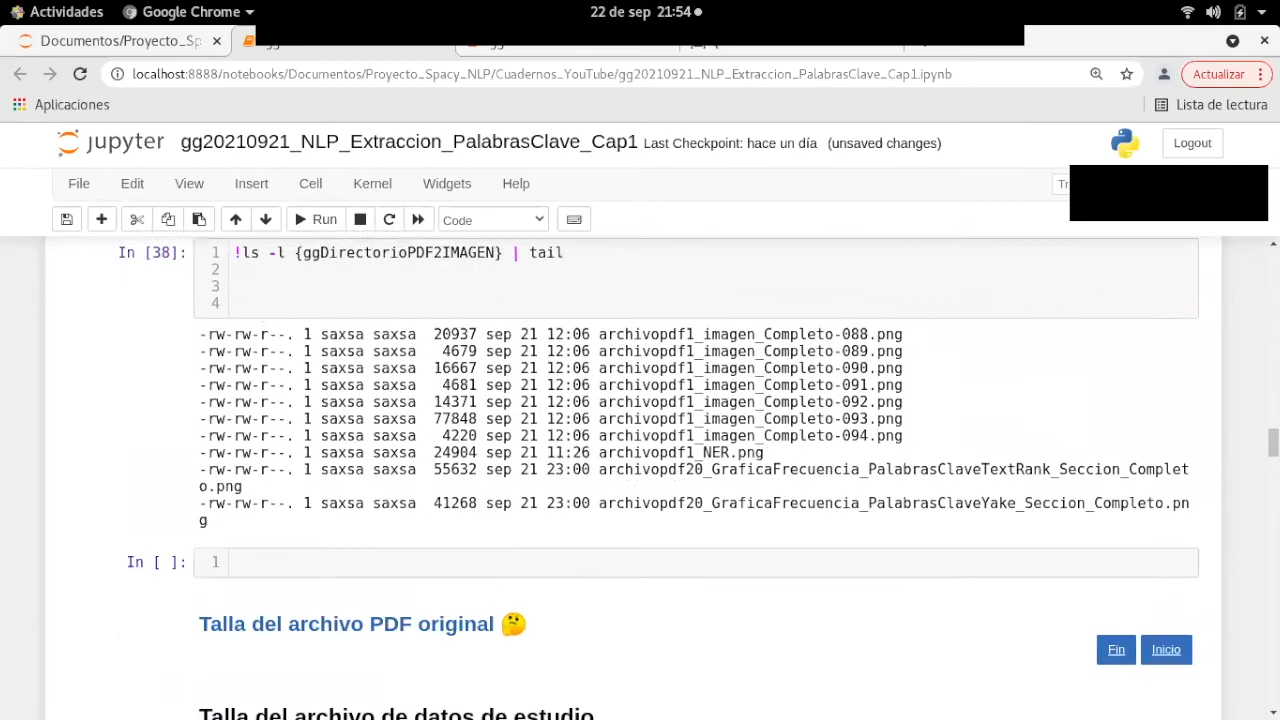 Actividades Google Chrome 22 de sep 21:54
Documentos/Proyecto_Sp
localhost:8888/notebooks/Documentos/Proyecto_Spacy_NLP/Cuadernos_YouTube/gg20210921_NLP_Extraccion_PalabrasClave_Cap1.ipynb Actualizar
Aplicaciones Lista de lectura
jupyter gg20210921_NLP_Extraccion_PalabrasClave_Cap1 Last Checkpoint: hace un día (unsaved changes) Logout
File Edit View Insert Cell Kernel Widgets Help
Run Code
In [38]: 1 !ls -l {ggDirectorioPDF2IMAGEN} | tail
2
3
4
-rw-rw-r--. 1 saxsa saxsa 20937 sep 21 12:06 archivopdf1_imagen_Completo-088.png
-rw-rw-r--. 1 saxsa saxsa 4679 sep 21 12:06 archivopdf1_imagen_Completo-089.png
-rw-rw-r--. 1 saxsa saxsa 16667 sep 21 12:06 archivopdf1_imagen_Completo-090.png
-rw-rw-r--. 1 saxsa saxsa 4681 sep 21 12:06 archivopdf1_imagen_Completo-091.png
-rw-rw-r--. 1 saxsa saxsa 14371 sep 21 12:06 archivopdf1_imagen_Completo-092.png
-rw-rw-r--. 1 saxsa saxsa 77848 sep 21 12:06 archivopdf1_imagen_Completo-093.png
-rw-rw-r--. 1 saxsa saxsa 4220 sep 21 12:06 archivopdf1_imagen_Completo-094.png
-rw-rw-r--. 1 saxsa saxsa 24904 sep 21 11:26 archivopdf1_NER.png
-rw-rw-r--. 1 saxsa saxsa 55632 sep 21 23:00 archivopdf20_GraficaFrecuencia_PalabrasClaveTextRank_Seccion_Complet
o.png
-rw-rw-r--. 1 saxsa saxsa 41268 sep 21 23:00 archivopdf20_GraficaFrecuencia_PalabrasClaveYake_Seccion_Completo.pn
g
In [ ]: 1
Talla del archivo PDF original 🤔
Fin Inicio
Talla del archivo de datos de estudio